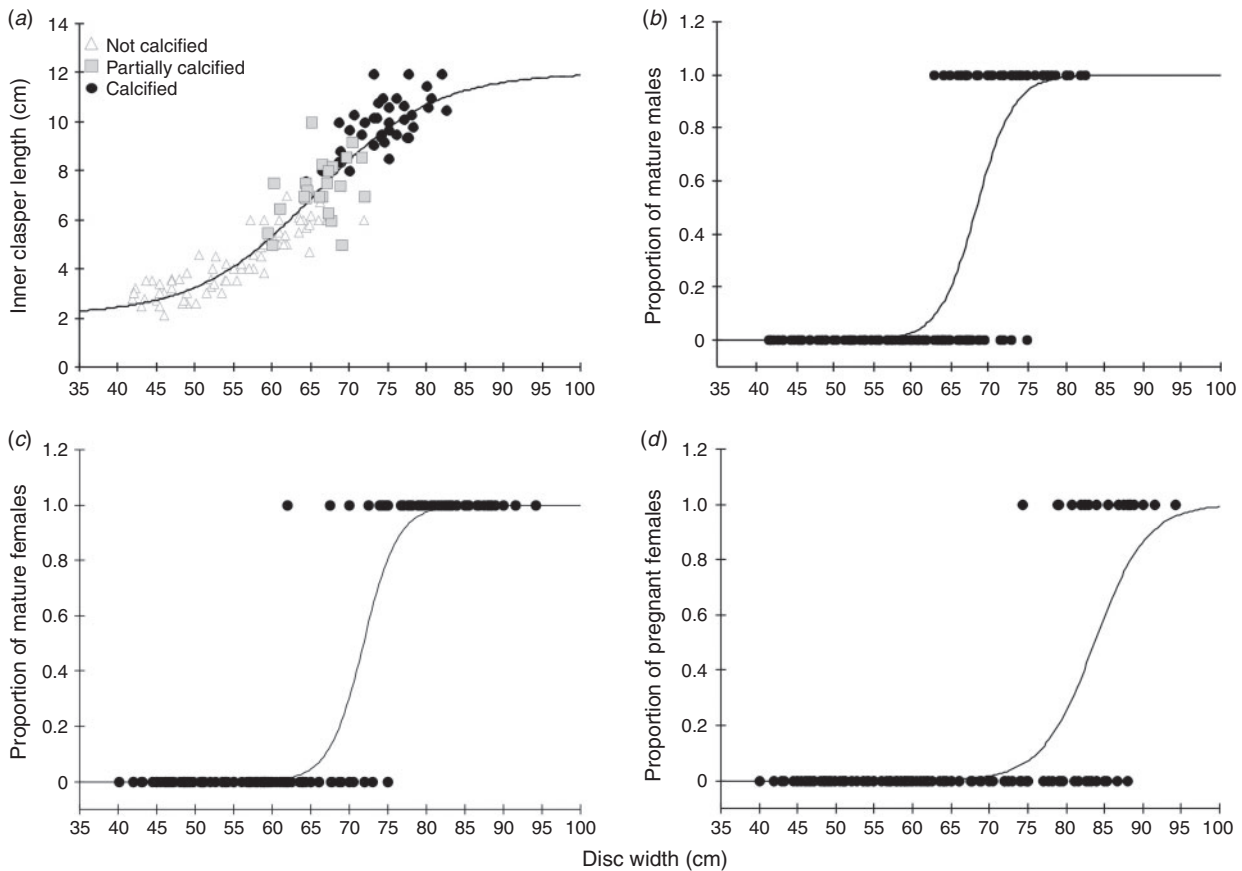 (a)
14
12
10
8
6
4
2
0
Inner clasper length (cm)
Not calcified
Partially calcified
Calcified
35 40 45 50 55 60 65 70 75 80 85 90 95 100
(b)
1.2
1.0
0.8
0.6
0.4
0.2
0
Proportion of mature males
35 40 45 50 55 60 65 70 75 80 85 90 95 100
(c)
1.2
1.0
0.8
0.6
0.4
0.2
0
Proportion of mature females
35 40 45 50 55 60 65 70 75 80 85 90 95 100
(d)
1.2
1.0
0.8
0.6
0.4
0.2
0
Proportion of pregnant females
35 40 45 50 55 60 65 70 75 80 85 90 95 100
Disc width (cm)